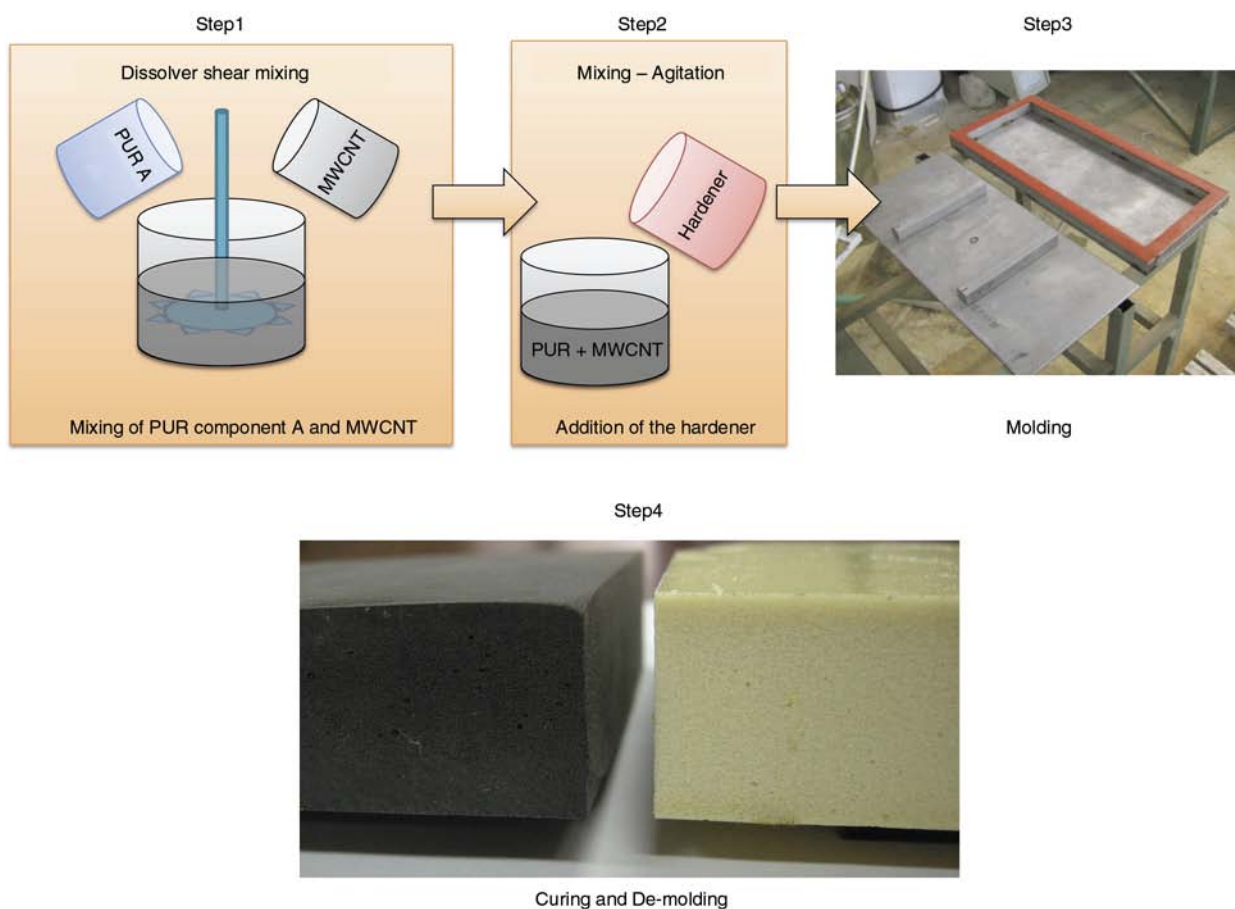 Step1
Step2
Step3
Dissolver shear mixing
Mixing – Agitation
PUR A
MWCNT
Hardener
PUR + MWCNT
Mixing of PUR component A and MWCNT
Addition of the hardener
Molding
Step4
Curing and De-molding